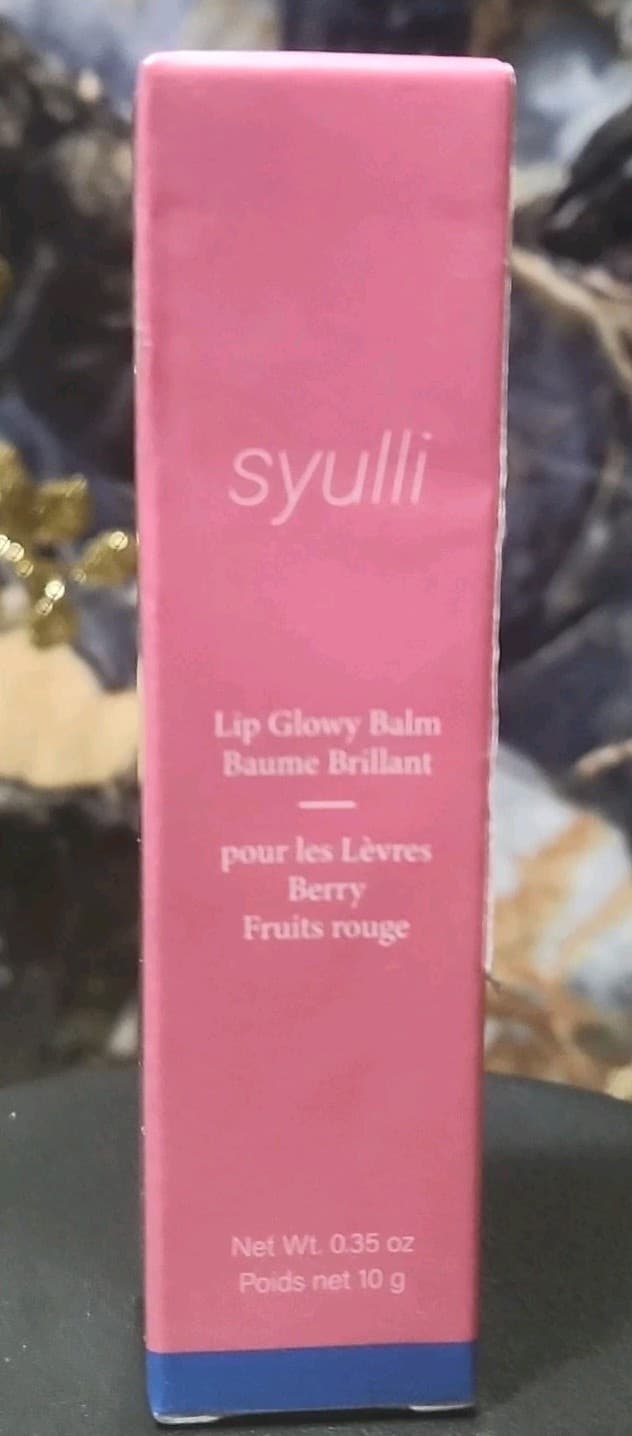 syulli
Lip Glowy Balm
Baume Brillant
pour les Lèvres
Berry
Fruits rouge
Net Wt. 0.35 oz
Poids net 10 g